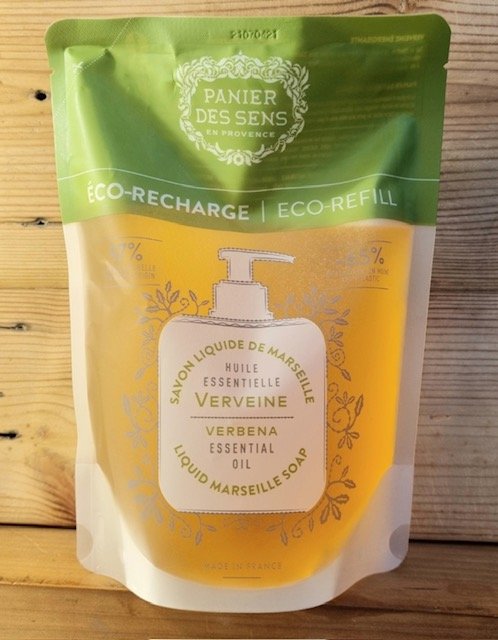 21070421
PANIER
DES SENS
EN PROVENCE
ÉCO-RECHARGE | ECO-REFILL
SAVON LIQUIDE DE MARSEILLE
HUILE
ESSENTIELLE
VERVEINE
VERBENA
ESSENTIAL
OIL
LIQUID MARSEILLE SOAP
MADE IN FRANCE